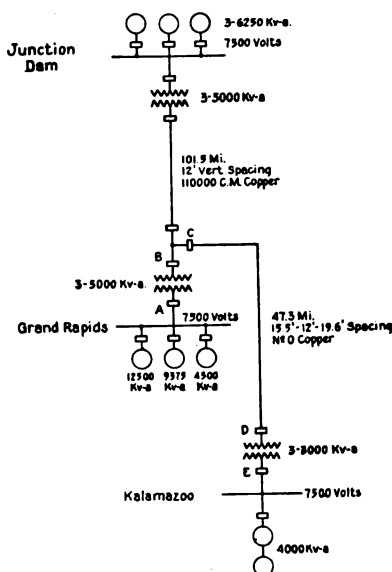 3-6250 Kv-a.
7500 Volts
Junction
Dam
3-5000 Kv-a
101.9 Mi.
12' Vert Spacing
110000 C.M. Copper
C
B
3-5000 Kv-a.
A
7500 Volts
Grand Rapids
12500 Kv-a
9375 Kv-a
4500 Kv-a
47.3 Mi.
15.5'-12'-19.6' Spacing
Nº 0 Copper
D
3-3000 Kv-a
E
Kalamazoo
7500 Volts
4000 Kv-a